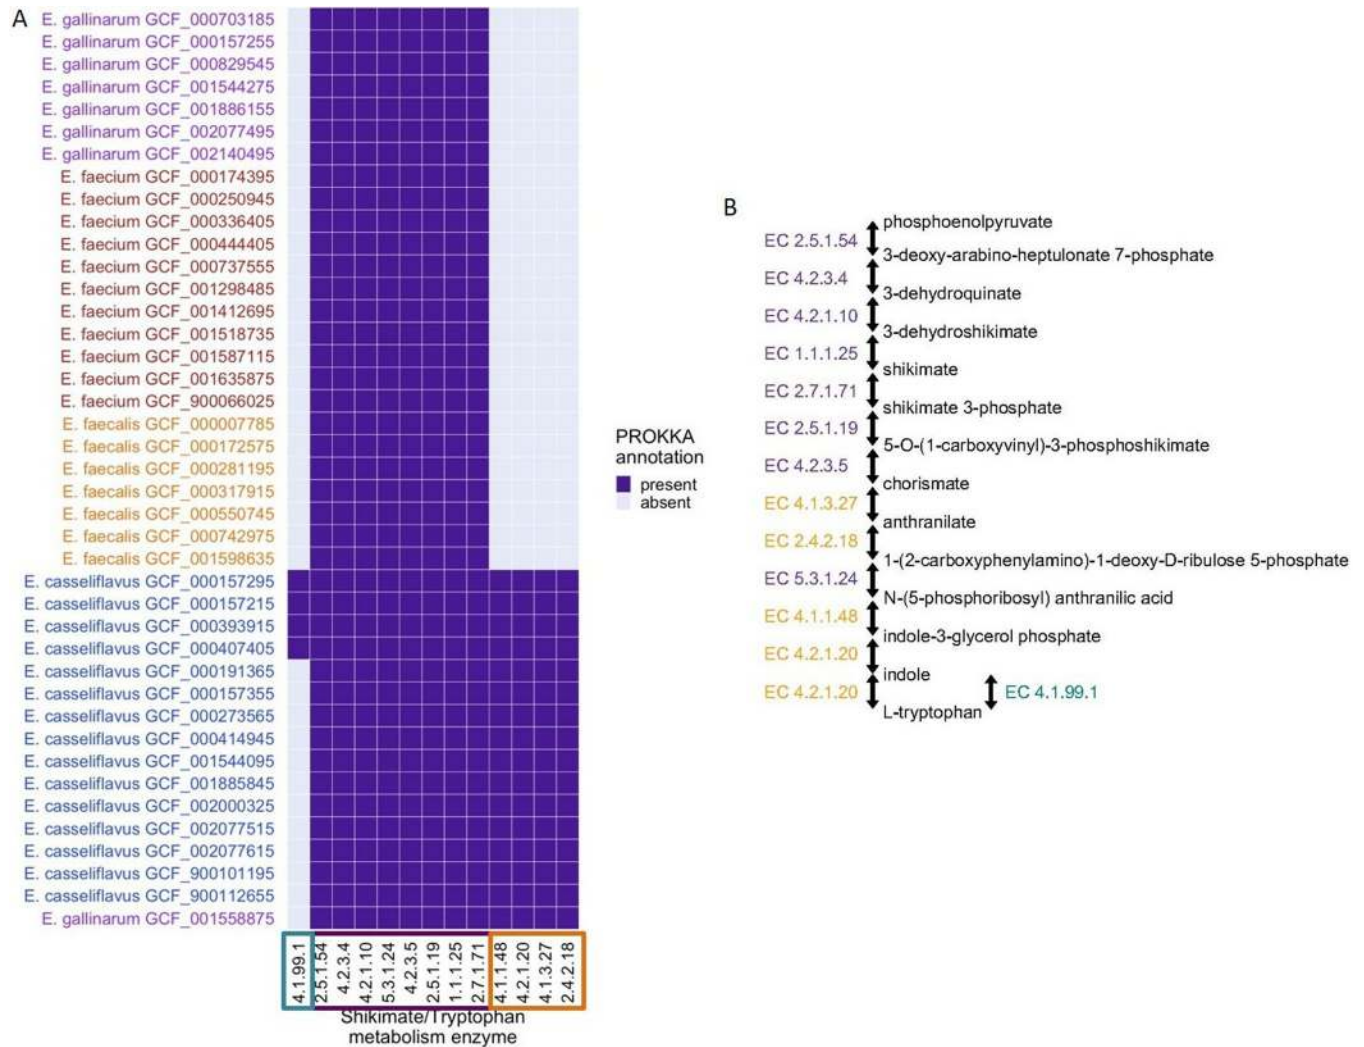 A
E. gallinarum GCF_000703185
E. gallinarum GCF_000157255
E. gallinarum GCF_000829545
E. gallinarum GCF_001544275
E. gallinarum GCF_001886155
E. gallinarum GCF_002077495
E. gallinarum GCF_002140495
E. faecium GCF_000174395
E. faecium GCF_000250945
E. faecium GCF_000336405
E. faecium GCF_000444405
E. faecium GCF_000737555
E. faecium GCF_001298485
E. faecium GCF_001412695
E. faecium GCF_001518735
E. faecium GCF_001587115
E. faecium GCF_001635875
E. faecium GCF_900066025
E. faecalis GCF_000007785
E. faecalis GCF_000172575
E. faecalis GCF_000281195
E. faecalis GCF_000317915
E. faecalis GCF_000550745
E. faecalis GCF_000742975
E. faecalis GCF_001598635
E. casseliflavus GCF_000157295
E. casseliflavus GCF_000157215
E. casseliflavus GCF_000393915
E. casseliflavus GCF_000407405
E. casseliflavus GCF_000191365
E. casseliflavus GCF_000157355
E. casseliflavus GCF_000273565
E. casseliflavus GCF_000414945
E. casseliflavus GCF_001544095
E. casseliflavus GCF_001885845
E. casseliflavus GCF_002000325
E. casseliflavus GCF_002077515
E. casseliflavus GCF_002077615
E. casseliflavus GCF_900101195
E. casseliflavus GCF_900112655
E. gallinarum GCF_001558875
4.1.99.1
2.5.1.54
4.2.3.4
4.2.1.10
5.3.1.24
4.2.3.5
2.5.1.19
1.1.1.25
2.7.1.71
4.1.1.48
4.2.1.20
4.1.3.27
2.4.2.18
Shikimate/Tryptophan
metabolism enzyme
PROKKA
annotation
present
absent
B
phosphoenolpyruvate
EC 2.5.1.54
3-deoxy-arabino-heptulonate 7-phosphate
EC 4.2.3.4
3-dehydroquinate
EC 4.2.1.10
3-dehydroshikimate
EC 1.1.1.25
shikimate
EC 2.7.1.71
shikimate 3-phosphate
EC 2.5.1.19
5-O-(1-carboxyvinyl)-3-phosphoshikimate
EC 4.2.3.5
chorismate
EC 4.1.3.27
anthranilate
EC 2.4.2.18
1-(2-carboxyphenylamino)-1-deoxy-D-ribulose 5-phosphate
EC 5.3.1.24
N-(5-phosphoribosyl) anthranilic acid
EC 4.1.1.48
indole-3-glycerol phosphate
EC 4.2.1.20
indole
EC 4.2.1.20
EC 4.1.99.1
L-tryptophan